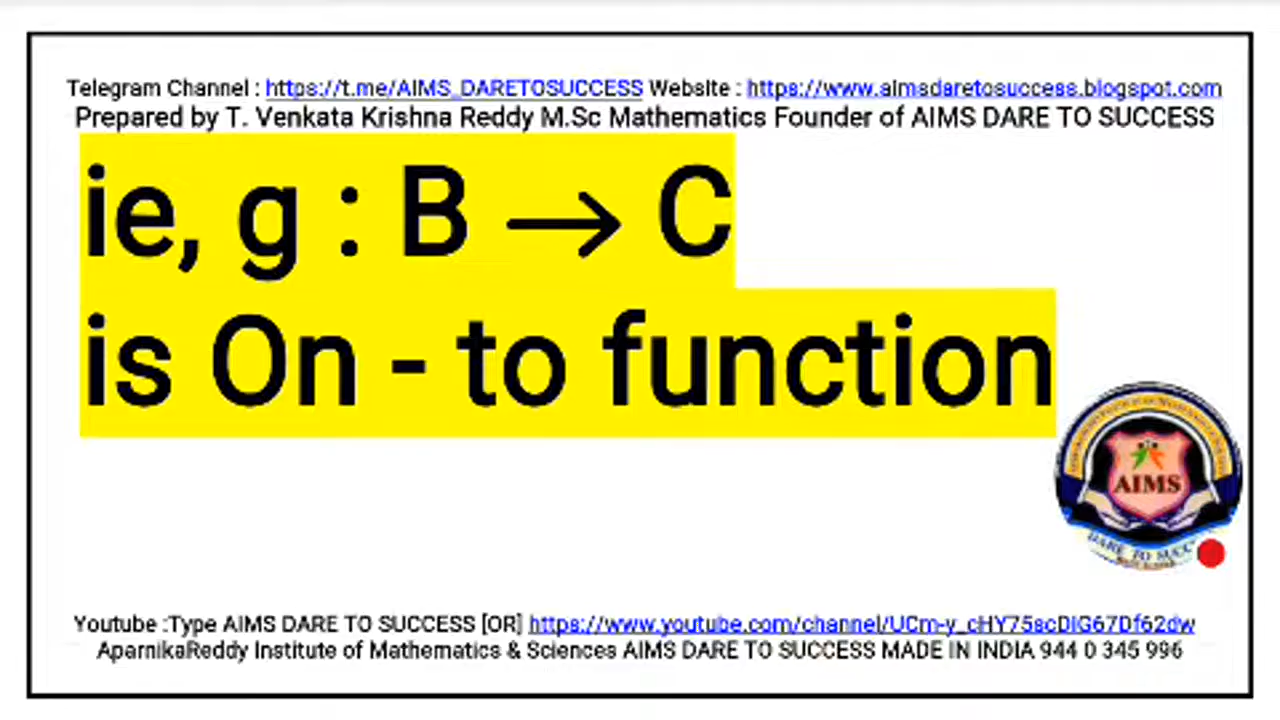 Telegram Channel : https://t.me/AIMS_DARETOSUCCESS Website : https://www.aimsdaretosuccess.blogspot.com
Prepared by T. Venkata Krishna Reddy M.Sc Mathematics Founder of AIMS DARE TO SUCCESS
ie, g : B → C
is On - to function
AIMS
DARE TO SUCC
Youtube :Type AIMS DARE TO SUCCESS [OR] https://www.youtube.com/channel/UCm-y_cHY75scDIG67Df62dw
AparnikaReddy Institute of Mathematics & Sciences AIMS DARE TO SUCCESS MADE IN INDIA 944 0 345 996